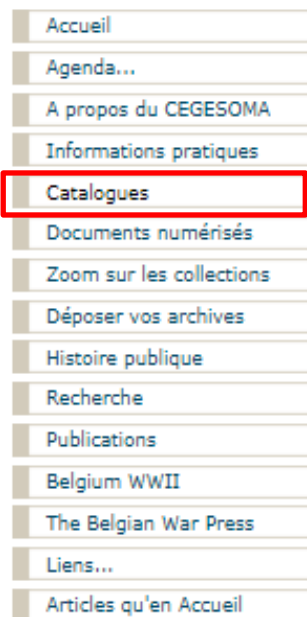 Accueil
Agenda...
A propos du CEGESOMA
Informations pratiques
Catalogues
Documents numérisés
Zoom sur les collections
Déposer vos archives
Histoire publique
Recherche
Publications
Belgium WWII
The Belgian War Press
Liens...
Articles qu'en Accueil